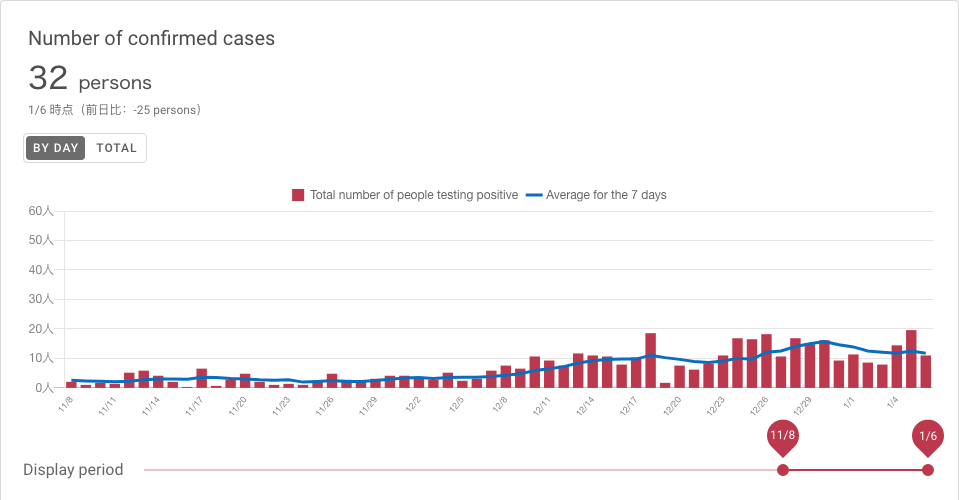 Number of confirmed cases
32 persons
1/6 時点（前日比：-25 persons）
BY DAY TOTAL
Total number of people testing positive Average for the 7 days
60人
50人
40人
30人
20人
10人
0人
11/8 11/11 11/14 11/17 11/20 11/23 11/26 11/29 12/2 12/5 12/8 12/11 12/14 12/17 12/20 12/23 12/26 12/29 1/1 1/4
11/8 1/6
Display period